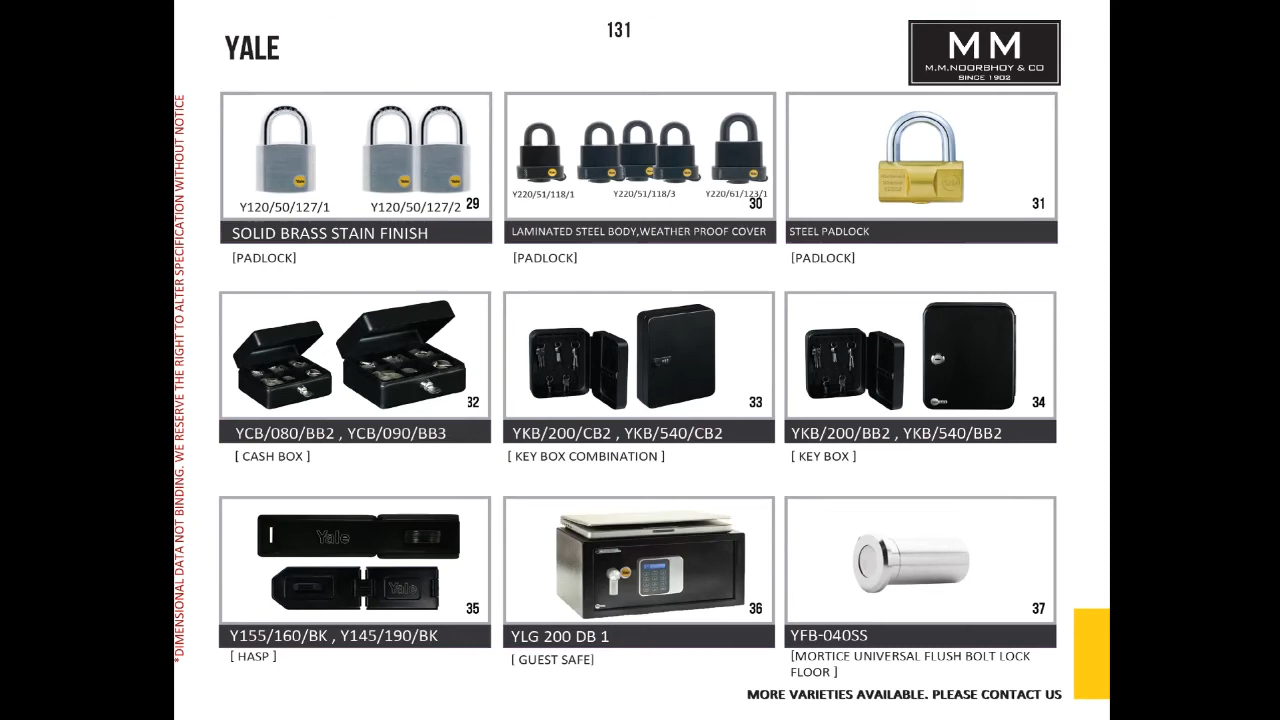 131
YALE
MM
M.M.NOORBHOY & CO
SINCE 1902
*DIMENSIONAL DATA NOT BINDING. WE RESERVE THE RIGHT TO ALTER SPECIFICATION WITHOUT NOTICE
Y120/50/127/1
Y120/50/127/2
29
SOLID BRASS STAIN FINISH
[PADLOCK]
Y220/51/118/1
Y220/51/118/3
Y220/61/123/1
30
LAMINATED STEEL BODY,WEATHER PROOF COVER
[PADLOCK]
31
STEEL PADLOCK
[PADLOCK]
32
YCB/080/BB2 , YCB/090/BB3
[ CASH BOX ]
33
YKB/200/CB2 , YKB/540/CB2
[ KEY BOX COMBINATION ]
34
YKB/200/BB2 , YKB/540/BB2
[ KEY BOX ]
Yale
Yale
35
Y155/160/BK , Y145/190/BK
[ HASP ]
36
YLG 200 DB 1
[ GUEST SAFE]
37
YFB-040SS
[MORTICE UNIVERSAL FLUSH BOLT LOCK
FLOOR ]
MORE VARIETIES AVAILABLE. PLEASE CONTACT US